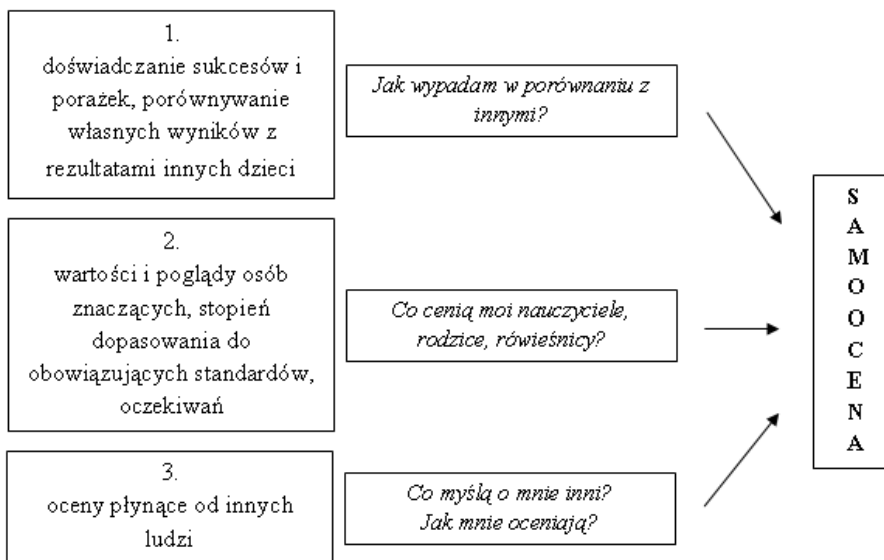 1.
doświadczanie sukcesów i
porażek, porównywanie
własnych wyników z
rezultatami innych dzieci
Jak wypadam w porównaniu z
innymi?
2.
wartości i poglądy osób
znaczących, stopień
dopasowania do
obowiązujących standardów,
oczekiwań
Co cenią moi nauczyciele,
rodzice, rówieśnicy?
3.
oceny płynące od innych
ludzi
Co myślą o mnie inni?
Jak mnie oceniają?
S
A
M
O
O
C
E
N
A